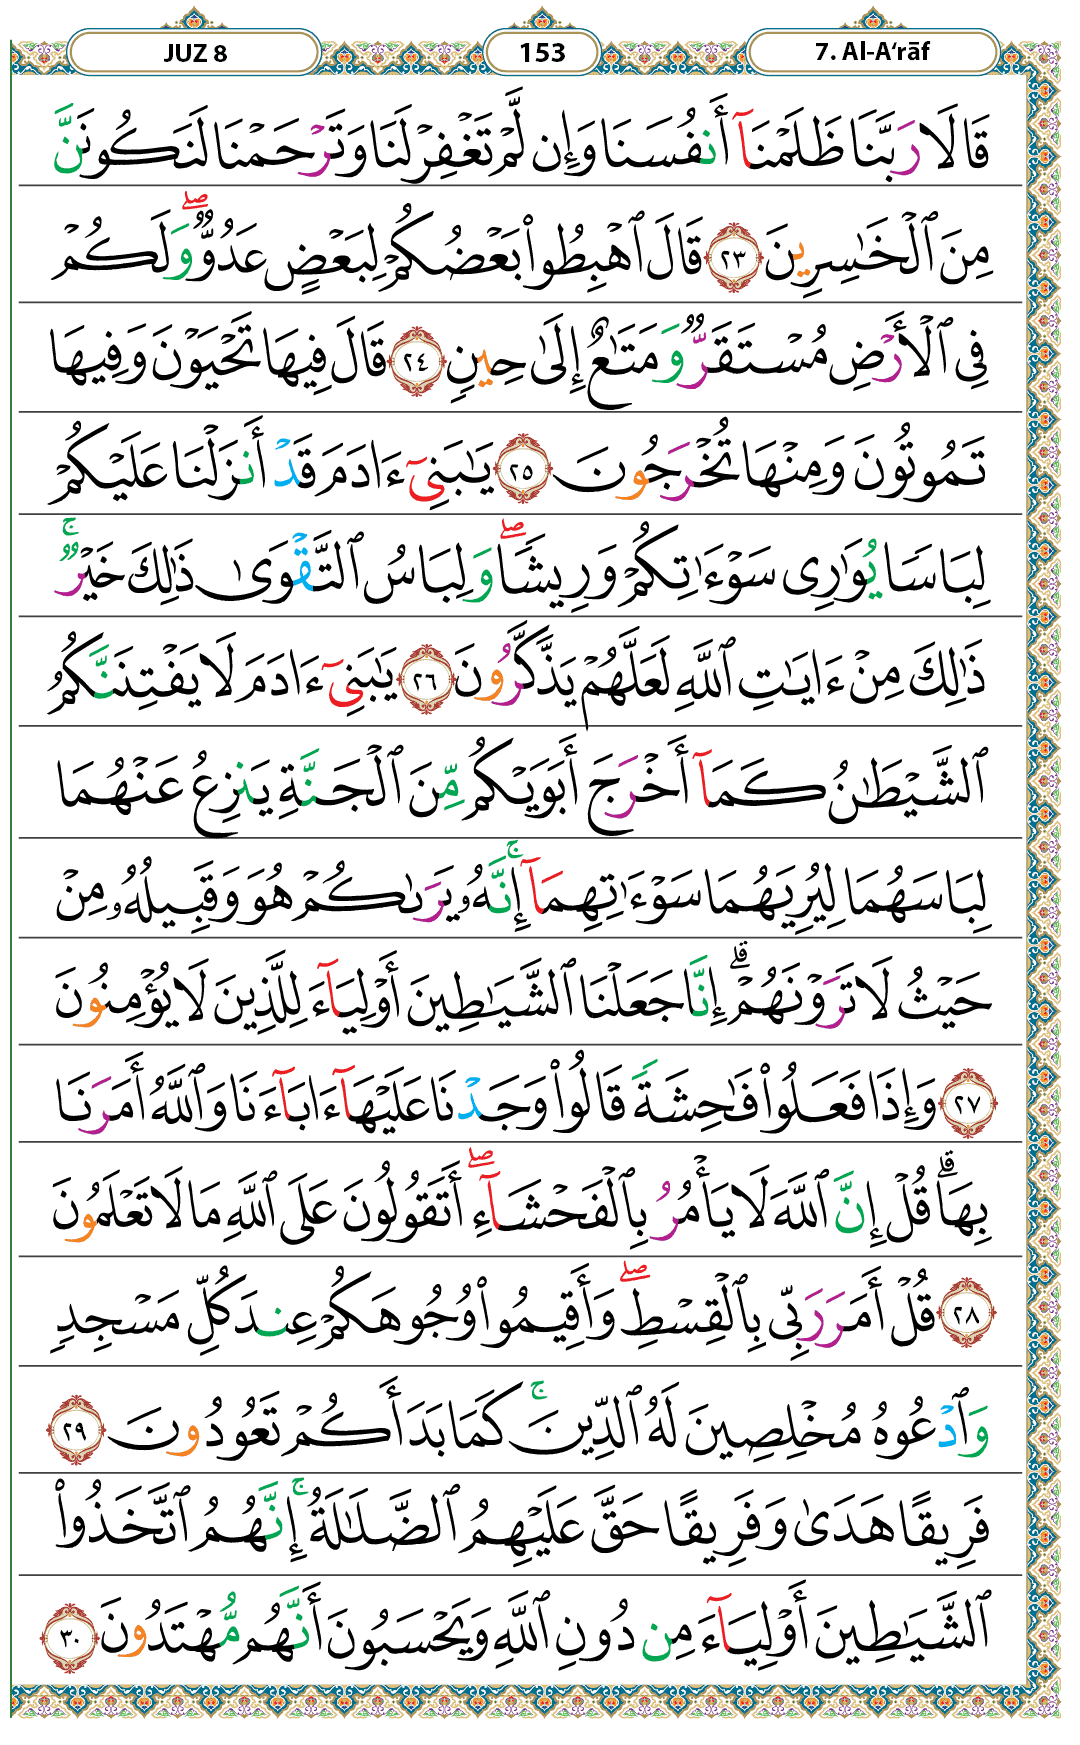 JUZ 8
153
7. Al-A‘rāf
قَالَا رَبَّنَا ظَلَمْنَآ أَنفُسَنَا وَإِن لَّمْ تَغْفِرْ لَنَا وَتَرْحَمْنَا لَنَكُونَنَّ
مِنَ ٱلْخَٰسِرِينَ ٢٣ قَالَ ٱهْبِطُوا۟ بَعْضُكُمْ لِبَعْضٍ عَدُوٌّ ۖ وَلَكُمْ
فِى ٱلْأَرْضِ مُسْتَقَرٌّ وَمَتَٰعٌ إِلَىٰ حِينٍ ٢٤ قَالَ فِيهَا تَحْيَوْنَ وَفِيهَا
تَمُوتُونَ وَمِنْهَا تُخْرَجُونَ ٢٥ يَٰبَنِىٓ ءَادَمَ قَدْ أَنزَلْنَا عَلَيْكُمْ
لِبَاسًا يُوَٰرِى سَوْءَٰتِكُمْ وَرِيشًا ۖ وَلِبَاسُ ٱلتَّقْوَىٰ ذَٰلِكَ خَيْرٌ ۚ
ذَٰلِكَ مِنْ ءَايَٰتِ ٱللَّهِ لَعَلَّهُمْ يَذَّكَّرُونَ ٢٦ يَٰبَنِىٓ ءَادَمَ لَا يَفْتِنَنَّكُمُ
ٱلشَّيْطَٰنُ كَمَآ أَخْرَجَ أَبَوَيْكُم مِّنَ ٱلْجَنَّةِ يَنزِعُ عَنْهُمَا
لِبَاسَهُمَا لِيُرِيَهُمَا سَوْءَٰتِهِمَآ ۚ إِنَّهُۥ يَرَىٰكُمْ هُوَ وَقَبِيلُهُۥ مِنْ
حَيْثُ لَا تَرَوْنَهُمْ ۗ إِنَّا جَعَلْنَا ٱلشَّيَٰطِينَ أَوْلِيَآءَ لِلَّذِينَ لَا يُؤْمِنُونَ
٢٧ وَإِذَا فَعَلُوا۟ فَٰحِشَةً قَالُوا۟ وَجَدْنَا عَلَيْهَآ ءَابَآءَنَا وَٱللَّهُ أَمَرَنَا
بِهَا ۗ قُلْ إِنَّ ٱللَّهَ لَا يَأْمُرُ بِٱلْفَحْشَآءِ ۖ أَتَقُولُونَ عَلَى ٱللَّهِ مَا لَا تَعْلَمُونَ
٢٨ قُلْ أَمَرَ رَبِّى بِٱلْقِسْطِ ۖ وَأَقِيمُوا۟ وُجُوهَكُمْ عِندَ كُلِّ مَسْجِدٍ
وَٱدْعُوهُ مُخْلِصِينَ لَهُ ٱلدِّينَ ۚ كَمَا بَدَأَكُمْ تَعُودُونَ ٢٩
فَرِيقًا هَدَىٰ وَفَرِيقًا حَقَّ عَلَيْهِمُ ٱلضَّلَٰلَةُ ۚ إِنَّهُمُ ٱتَّخَذُوا۟
ٱلشَّيَٰطِينَ أَوْلِيَآءَ مِن دُونِ ٱللَّهِ وَيَحْسَبُونَ أَنَّهُم مُّهْتَدُونَ ٣٠